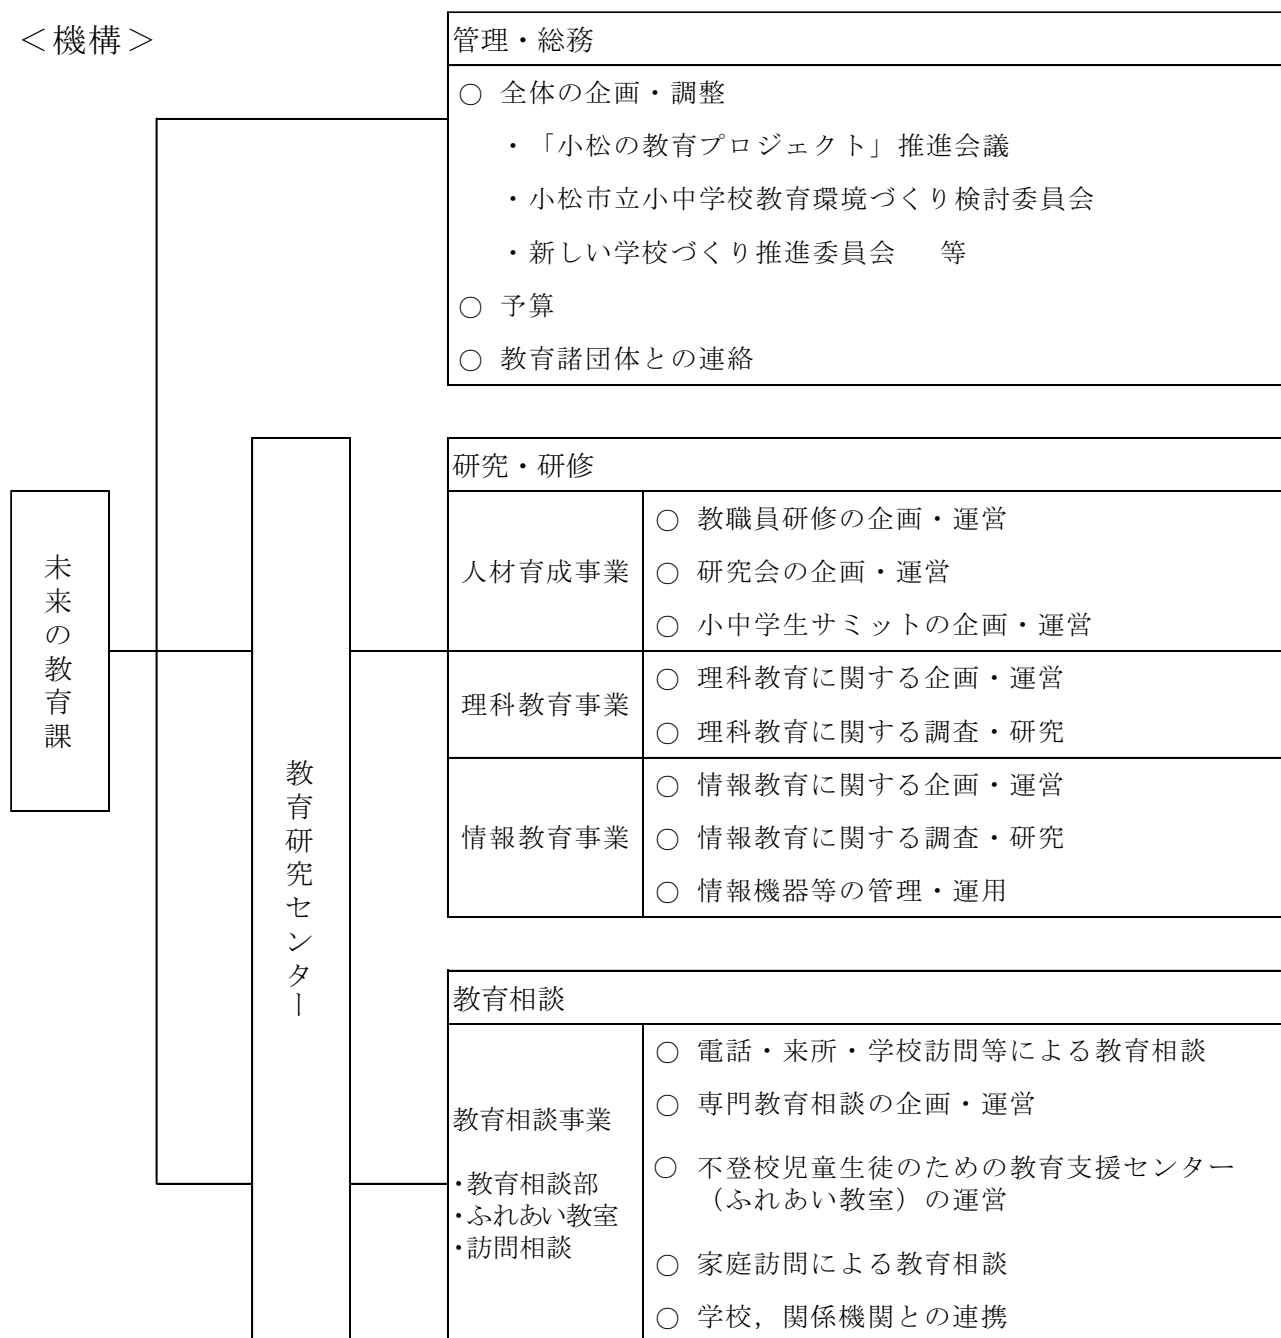 ＜機構＞
管理・総務
○ 全体の企画・調整
・「小松の教育プロジェクト」推進会議
・小松市立小中学校教育環境づくり検討委員会
・新しい学校づくり推進委員会　等
○ 予算
○ 教育諸団体との連絡
未来の教育課
教育研究センター
研究・研修
人材育成事業
○ 教職員研修の企画・運営
○ 研究会の企画・運営
○ 小中学生サミットの企画・運営
理科教育事業
○ 理科教育に関する企画・運営
○ 理科教育に関する調査・研究
情報教育事業
○ 情報教育に関する企画・運営
○ 情報教育に関する調査・研究
○ 情報機器等の管理・運用
教育相談
教育相談事業
・教育相談部
・ふれあい教室
・訪問相談
○ 電話・来所・学校訪問等による教育相談
○ 専門教育相談の企画・運営
○ 不登校児童生徒のための教育支援センター
（ふれあい教室）の運営
○ 家庭訪問による教育相談
○ 学校，関係機関との連携